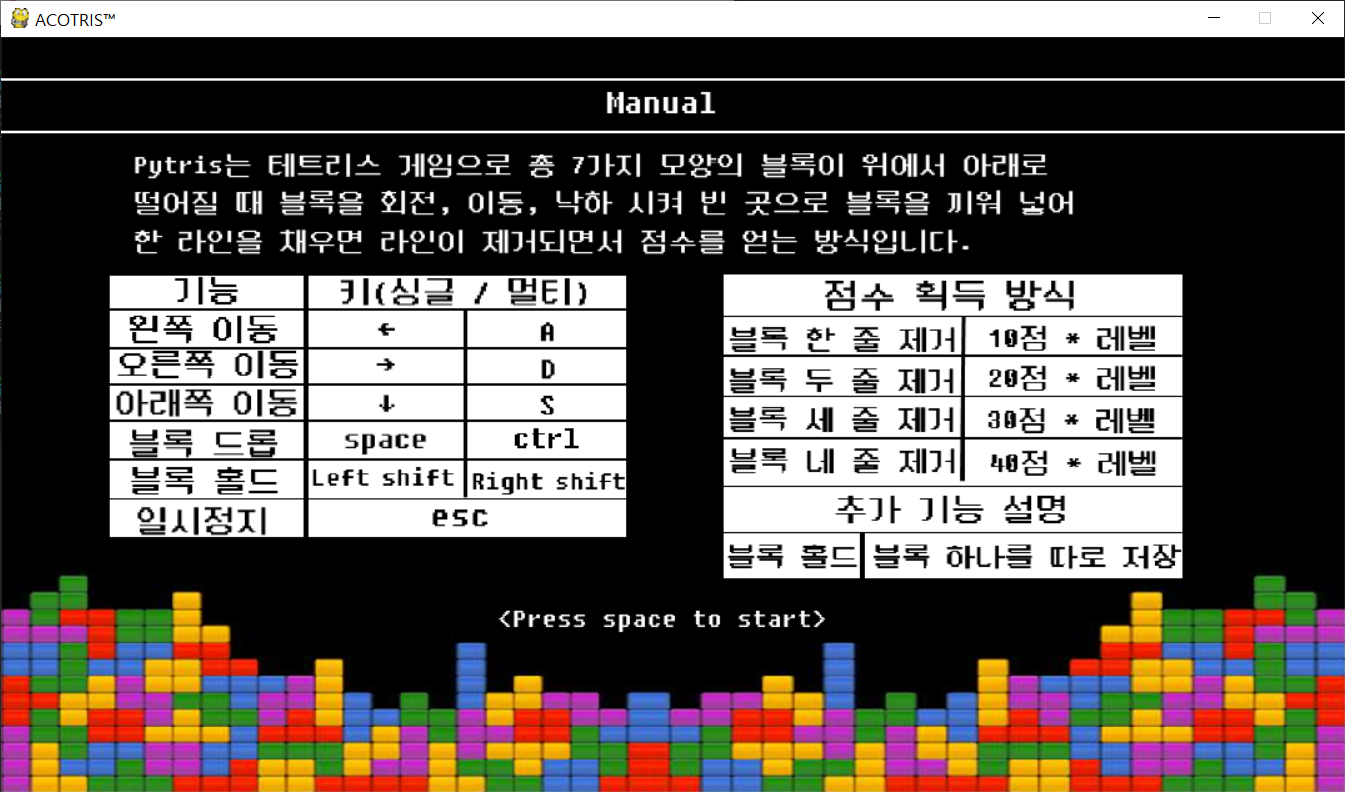 ACOTRIS™
Manual
Pytris는 테트리스 게임으로 총 7가지 모양의 블록이 위에서 아래로
떨어질 때 블록을 회전, 이동, 낙하 시켜 빈 곳으로 블록을 끼워 넣어
한 라인을 채우면 라인이 제거되면서 점수를 얻는 방식입니다.
기능 키(싱글 / 멀티)
왼쪽 이동 ← A
오른쪽 이동 → D
아래쪽 이동 ↓ S
블록 드롭 space ctrl
블록 홀드 Left shift Right shift
일시정지 esc
점수 획득 방식
블록 한 줄 제거 10점 * 레벨
블록 두 줄 제거 20점 * 레벨
블록 세 줄 제거 30점 * 레벨
블록 네 줄 제거 40점 * 레벨
추가 기능 설명
블록 홀드 블록 하나를 따로 저장
<Press space to start>